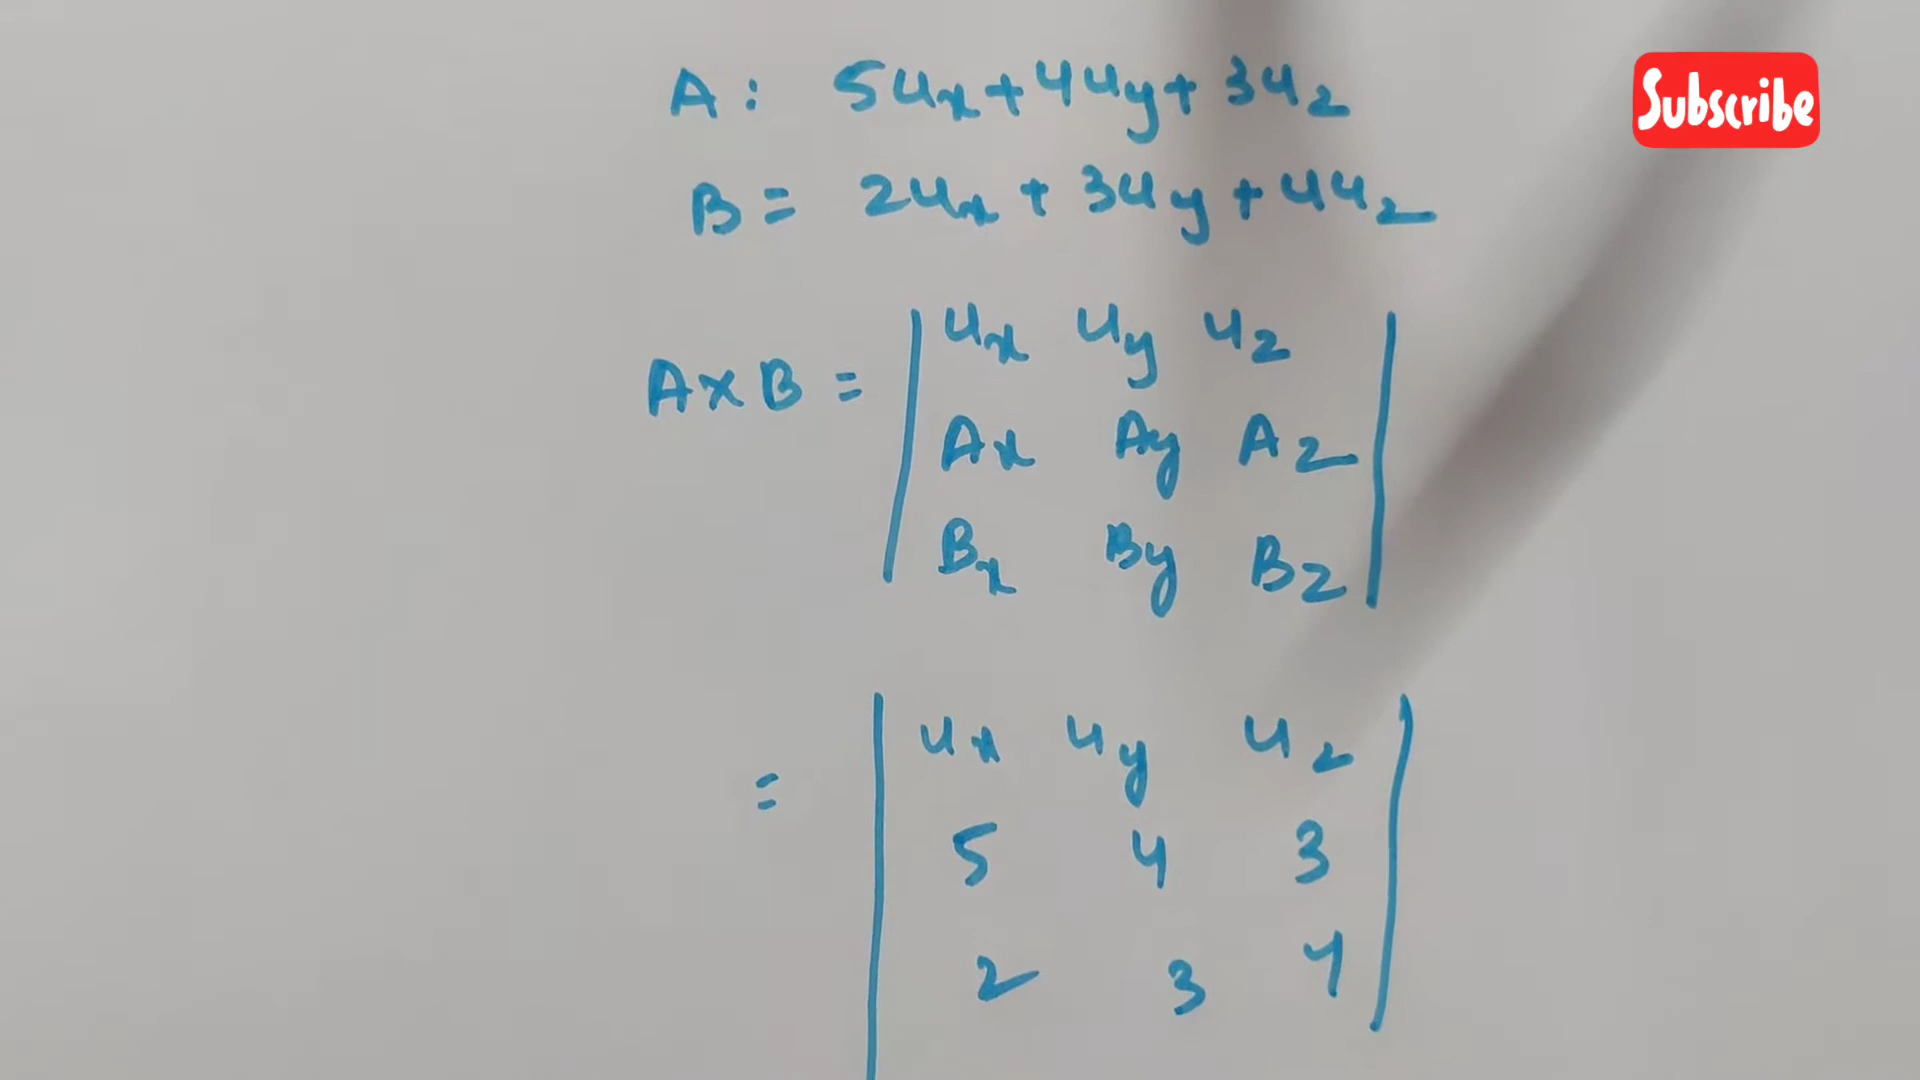 A: 5ux+4uy+3uz
Subscribe
B= 2ux+3uy+4uz
AxB =
ux uy uz
Ax Ay Az
Bx By Bz
=
ux uy uz
5 4 3
2 3 4